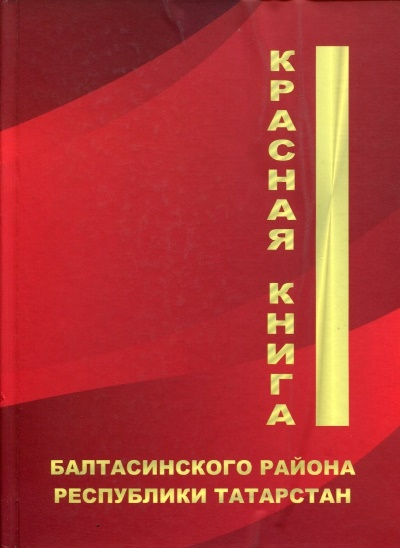 КРАСНАЯ КНИГА
БАЛТАСИНСКОГО РАЙОНА
РЕСПУБЛИКИ ТАТАРСТАН